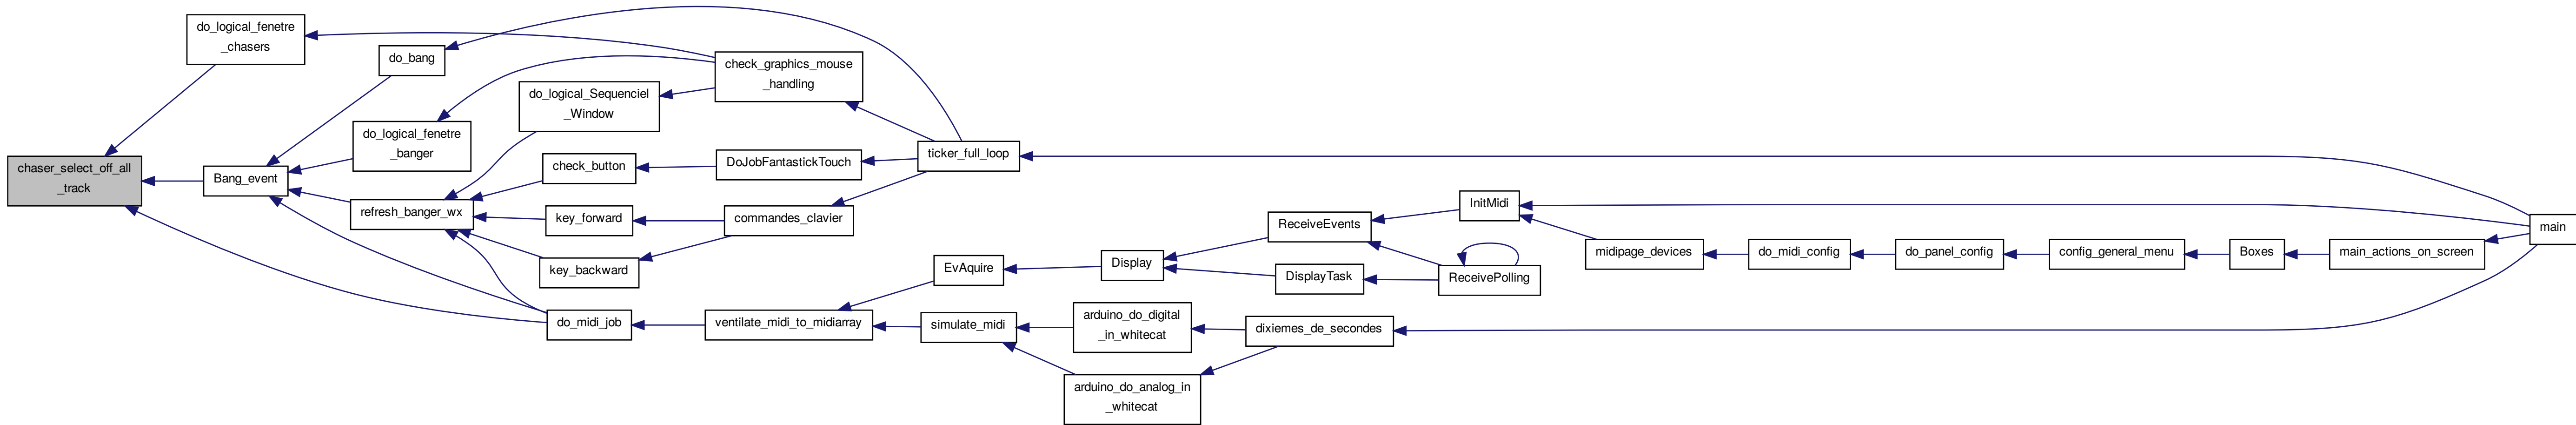 do_logical_fenetre
_chasers
do_bang
check_graphics_mouse
_handling
do_logical_Sequenciel
_Window
do_logical_fenetre
_banger
ticker_full_loop
check_button
DoJobFantastickTouch
chaser_select_off_all
_track
Bang_event
refresh_banger_wx
key_forward
commandes_clavier
key_backward
InitMidi
ReceiveEvents
main
midipage_devices
do_midi_config
do_panel_config
config_general_menu
Boxes
main_actions_on_screen
EvAquire
Display
DisplayTask
ReceivePolling
do_midi_job
ventilate_midi_to_midiarray
simulate_midi
arduino_do_digital
_in_whitecat
dixiemes_de_secondes
arduino_do_analog_in
_whitecat